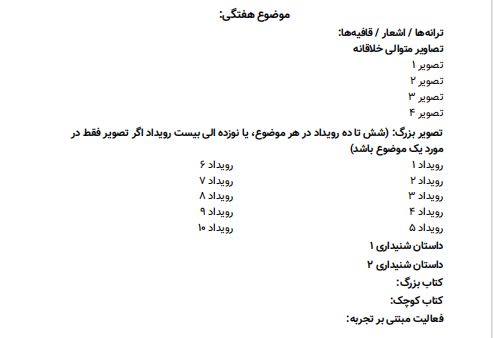 موضوع هفتگی:
ترانه‌ها / اشعار / قافیه‌ها:
تصاویر متوالی خلاقانه
تصویر ۱
تصویر ۲
تصویر ۳
تصویر ۴
تصویر بزرگ: (شش تا ده رویداد در هر موضوع، یا نوزده الی بیست رویداد اگر تصویر فقط در
مورد یک موضوع باشد)
رویداد ۱ رویداد ۶
رویداد ۲ رویداد ۷
رویداد ۳ رویداد ۸
رویداد ۴ رویداد ۹
رویداد ۵ رویداد ۱۰
داستان شنیداری ۱
داستان شنیداری ۲
کتاب بزرگ:
کتاب کوچک:
فعالیت مبتنی بر تجربه: